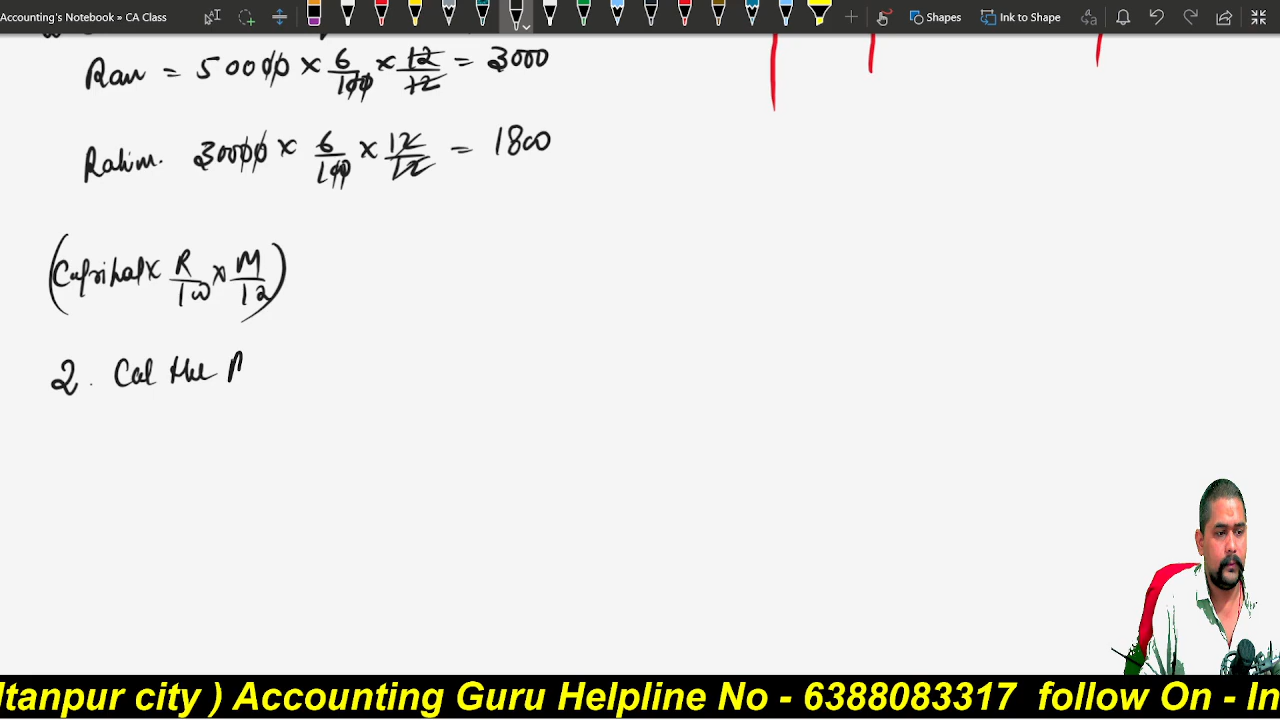 Accounting's Notebook » CA Class
Shapes
Ink to Shape
Ram = 50000 × 6/100 × 12/12 = 3000
Rahim. 30000 × 6/100 × 12/12 = 1800
(Capital × R/100 × M/12)
2. Cal the
ltanpur city ) Accounting Guru Helpline No - 6388083317 follow On - In